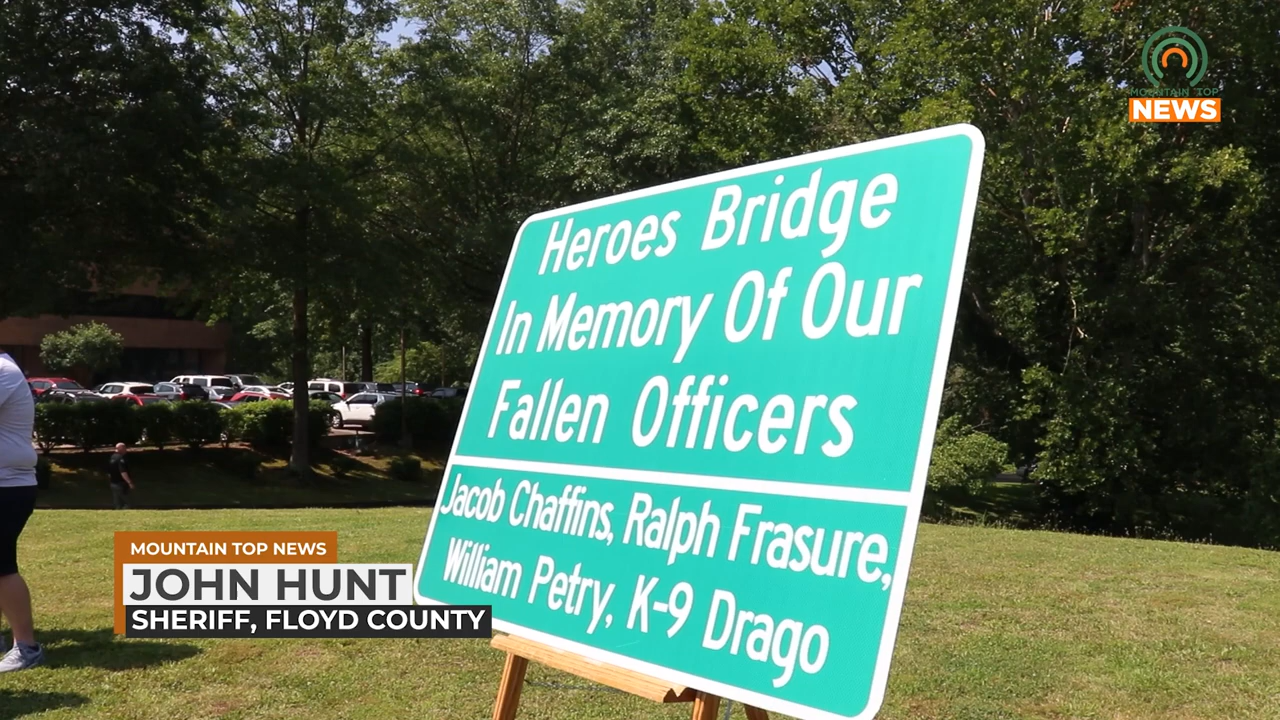 MOUNTAIN TOP
NEWS
Heroes Bridge
In Memory Of Our
Fallen Officers
Jacob Chaffins, Ralph Frasure,
William Petry, K-9 Drago
MOUNTAIN TOP NEWS
JOHN HUNT
SHERIFF, FLOYD COUNTY